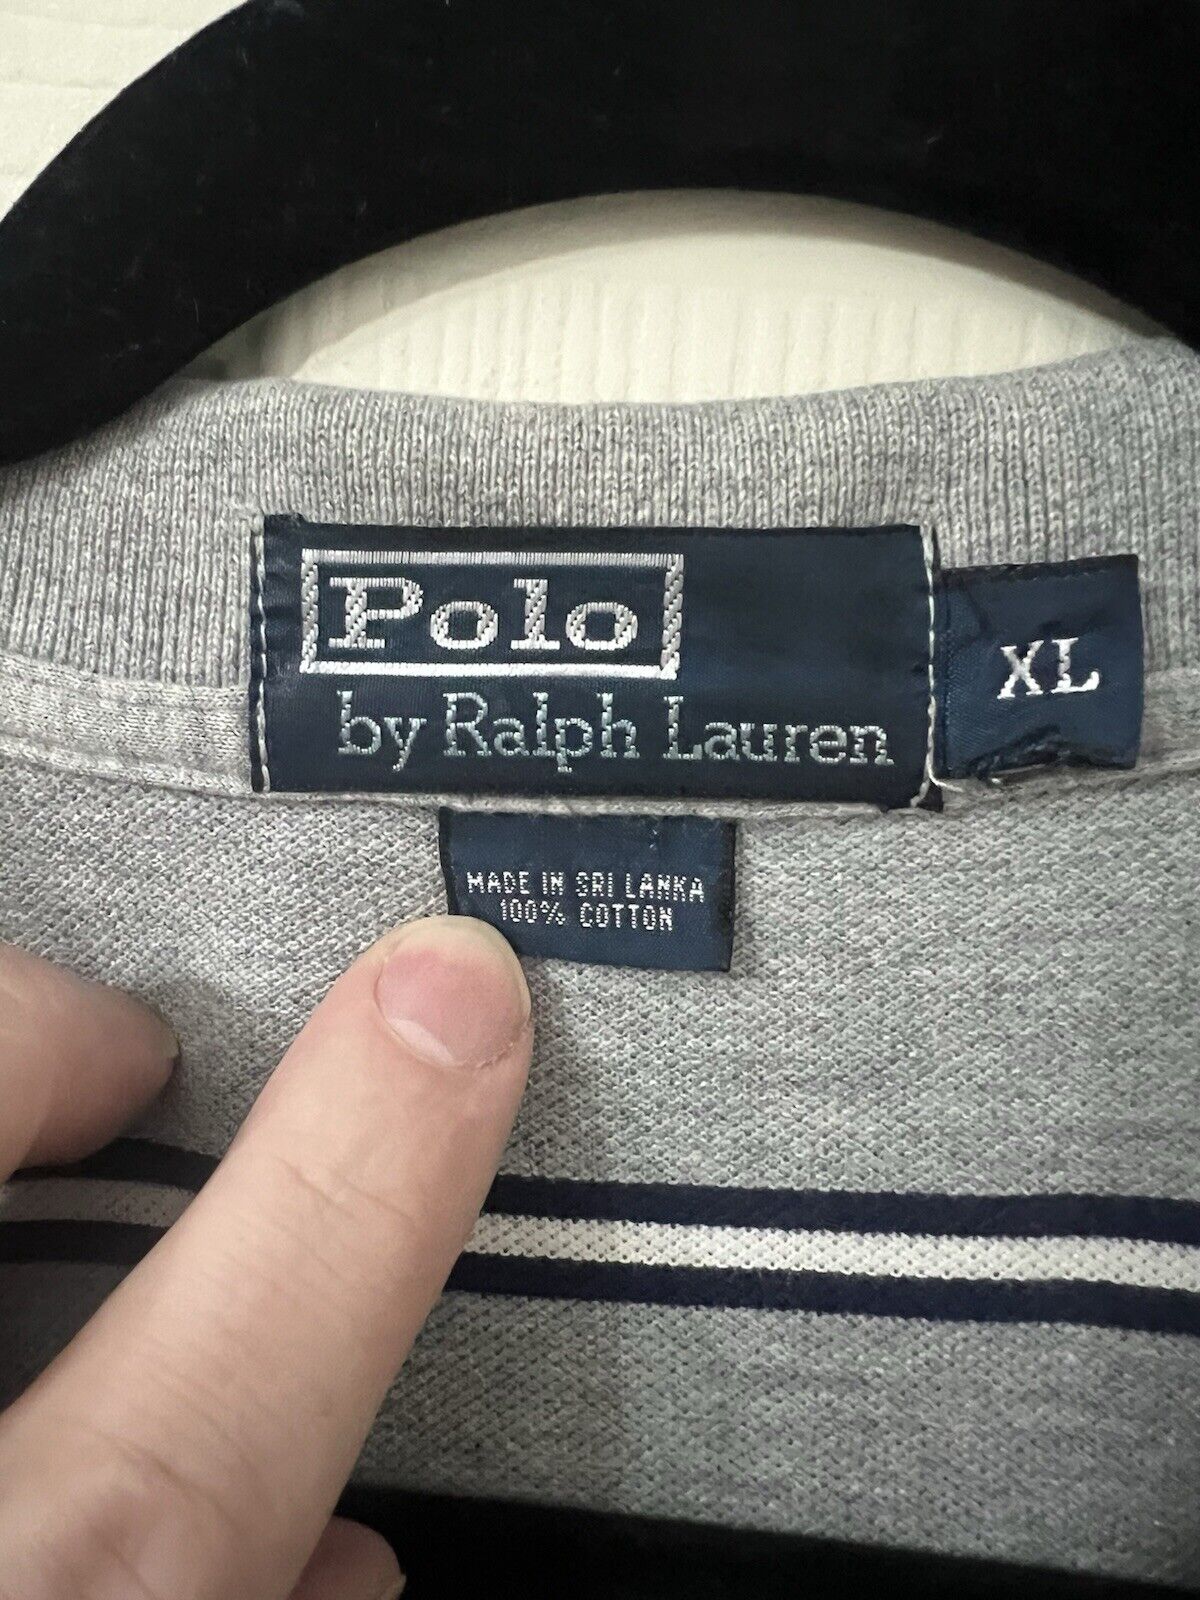 Polo
by Ralph Lauren
XL
MADE IN SRI LANKA
100% COTTON